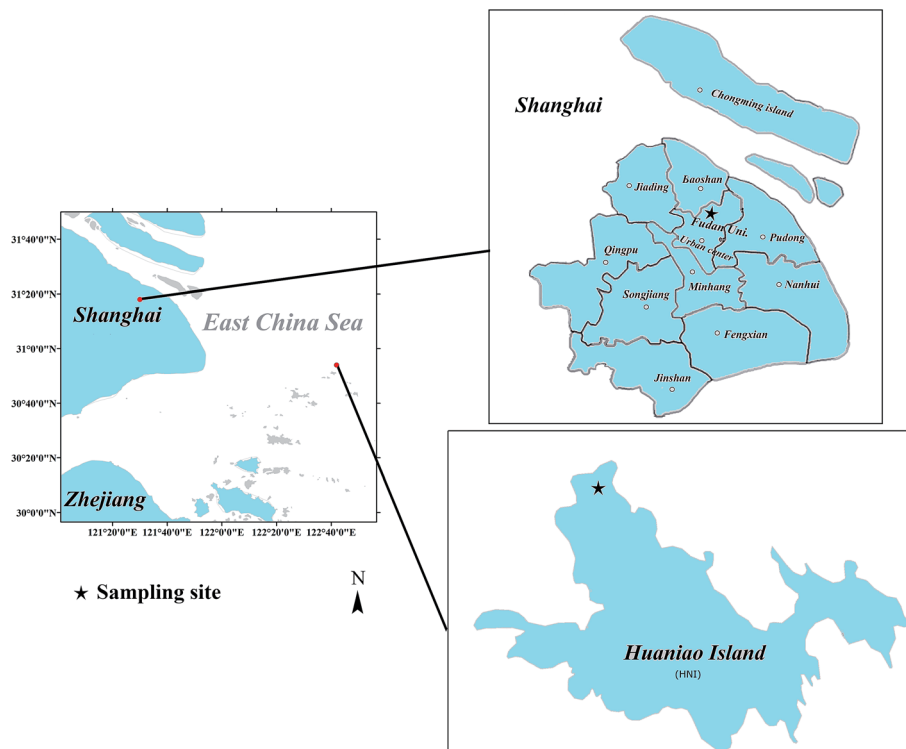 31°40'0"N
31°20'0"N
31°0'0"N
30°40'0"N
30°20'0"N
30°0'0"N
121°20'0"E
121°40'0"E
122°0'0"E
122°20'0"E
122°40'0"E
Shanghai
East China Sea
Zhejiang
★ Sampling site
N
Shanghai
Chongming island
Jiading
Baoshan
Fudan Uni.
Urban center
Pudong
Qingpu
Minhang
Nanhui
Songjiang
Fengxian
Jinshan
Huaniao Island
(HNI)